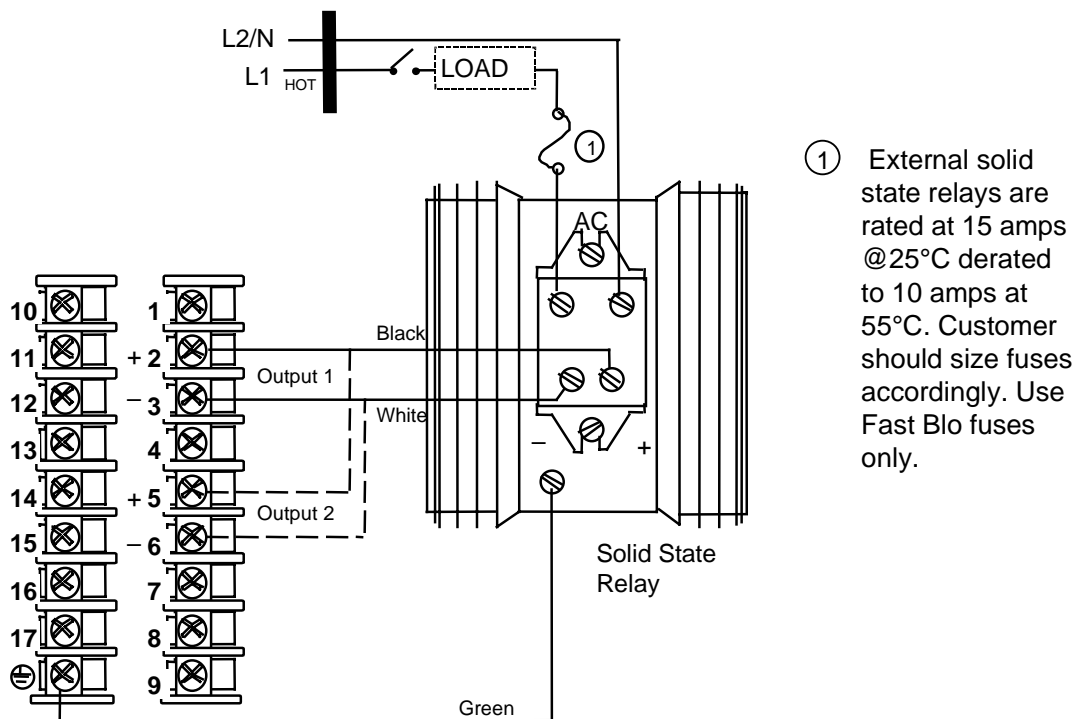 L2/N
L1 HOT
LOAD
1
AC
10 1
11 + 2
12 – 3
13 4
14 + 5
15 – 6
16 7
17 8
9
Black
Output 1
White
Output 2
– +
Solid State
Relay
Green
1 External solid
state relays are
rated at 15 amps
@25°C derated
to 10 amps at
55°C. Customer
should size fuses
accordingly. Use
Fast Blo fuses
only.